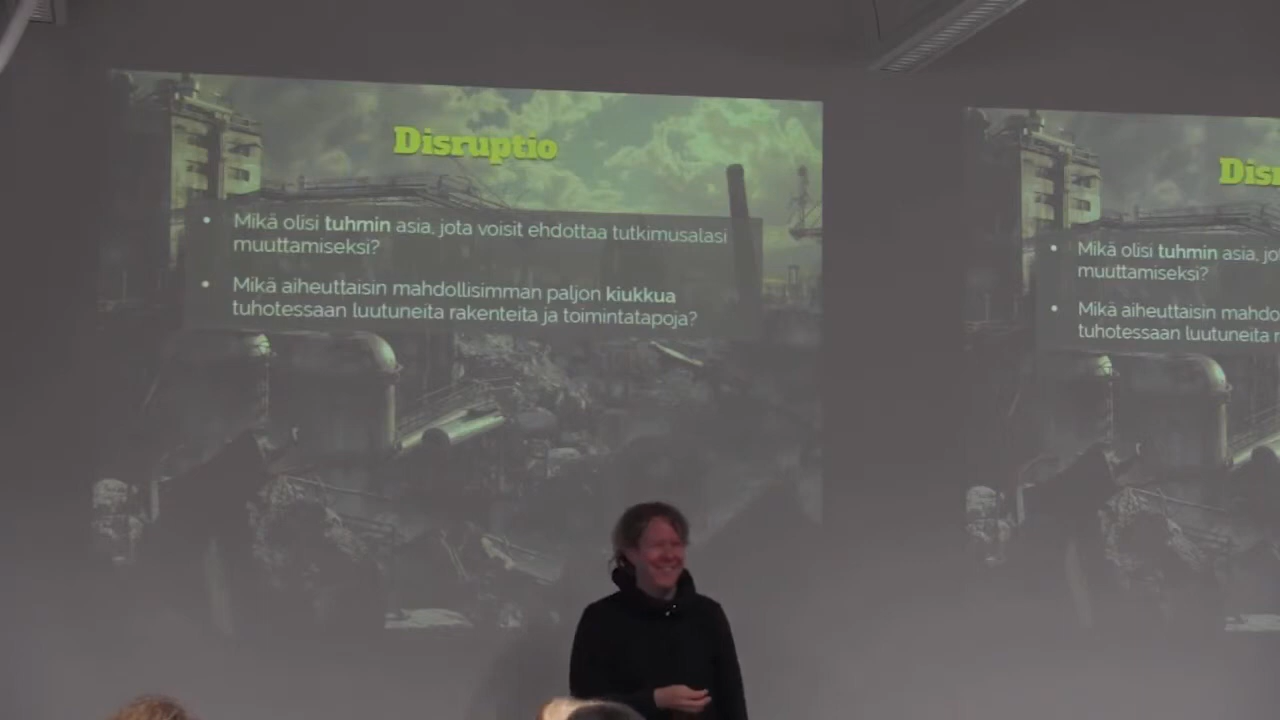 Disruptio
• Mikä olisi tuhmin asia, jota voisit ehdottaa tutkimusalasi
muuttamiseksi?
• Mikä aiheuttaisin mahdollisimman paljon kiukkua
tuhotessaan luutuneita rakenteita ja toimintatapoja?
Dis
• Mikä olisi tuhmin asia, jo
muuttamiseksi?
• Mikä aiheuttaisin mahdo
tuhotessaan luutuneita r